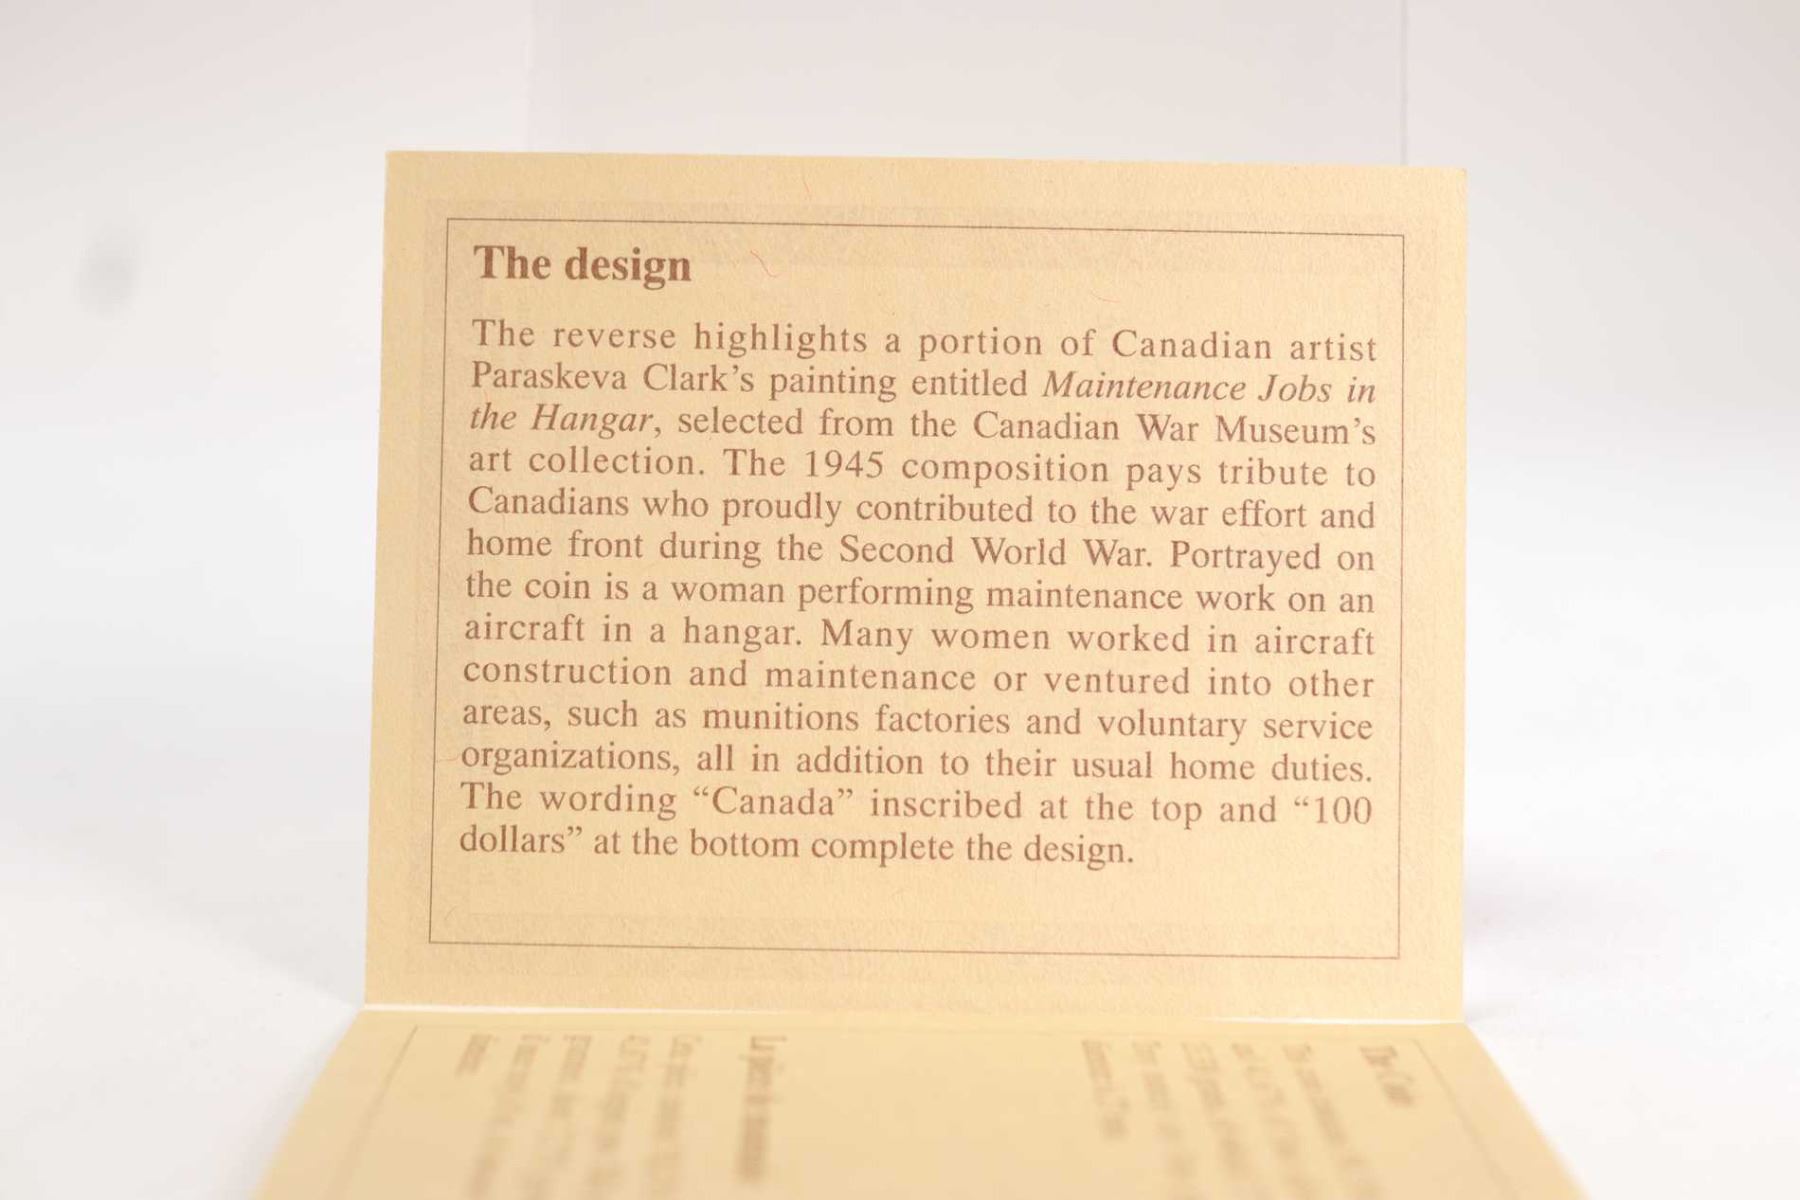 The design
The reverse highlights a portion of Canadian artist
Paraskeva Clark's painting entitled Maintenance Jobs in
the Hangar, selected from the Canadian War Museum's
art collection. The 1945 composition pays tribute to
Canadians who proudly contributed to the war effort and
home front during the Second World War. Portrayed on
the coin is a woman performing maintenance work on an
aircraft in a hangar. Many women worked in aircraft
construction and maintenance or ventured into other
areas, such as munitions factories and voluntary service
organizations, all in addition to their usual home duties.
The wording “Canada” inscribed at the top and “100
dollars” at the bottom complete the design.